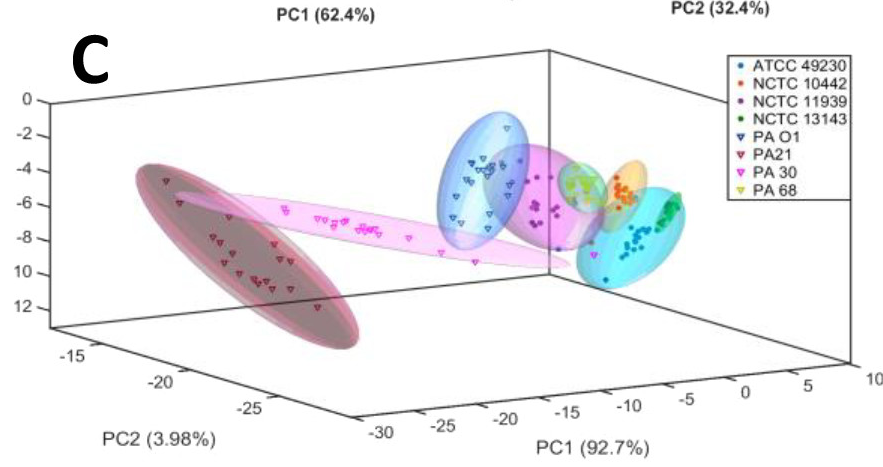 PC1 (62.4%)
PC2 (32.4%)
C
ATCC 49230
NCTC 10442
NCTC 11939
NCTC 13143
PA O1
PA21
PA 30
PA 68
0
-2
-4
-6
-8
10
12
-15
-20
-25
-30
-25
-20
-15
-10
-5
0
5
10
PC2 (3.98%)
PC1 (92.7%)